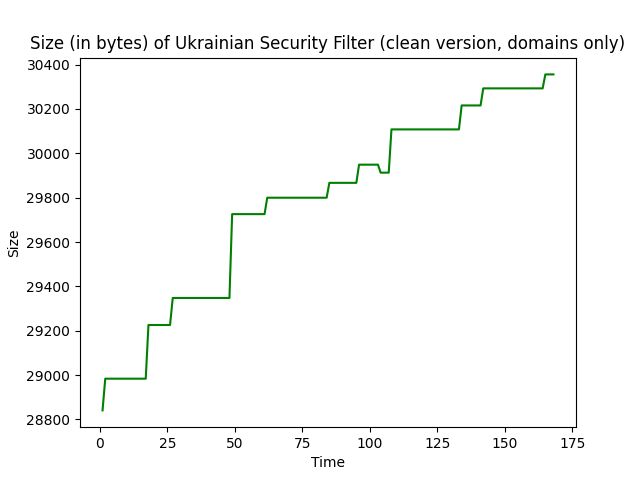 Size (in bytes) of Ukrainian Security Filter (clean version, domains only)
30400
30200
30000
29800
29600
29400
29200
29000
28800
Size
0 25 50 75 100 125 150 175
Time